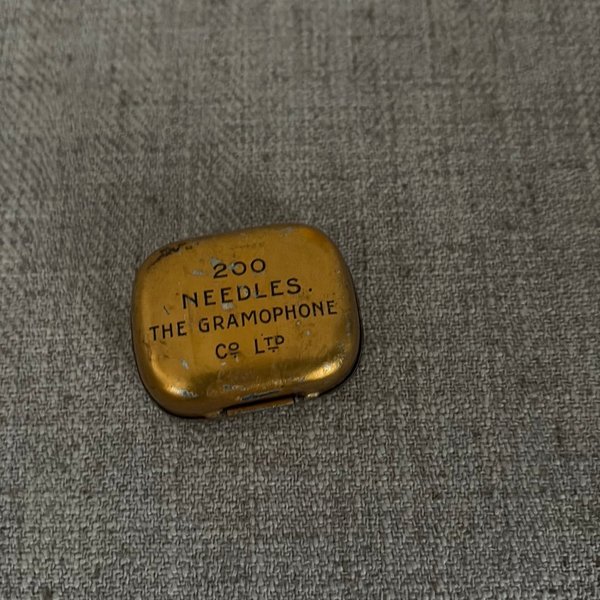 200
NEEDLES.
THE GRAMOPHONE
Co LTD